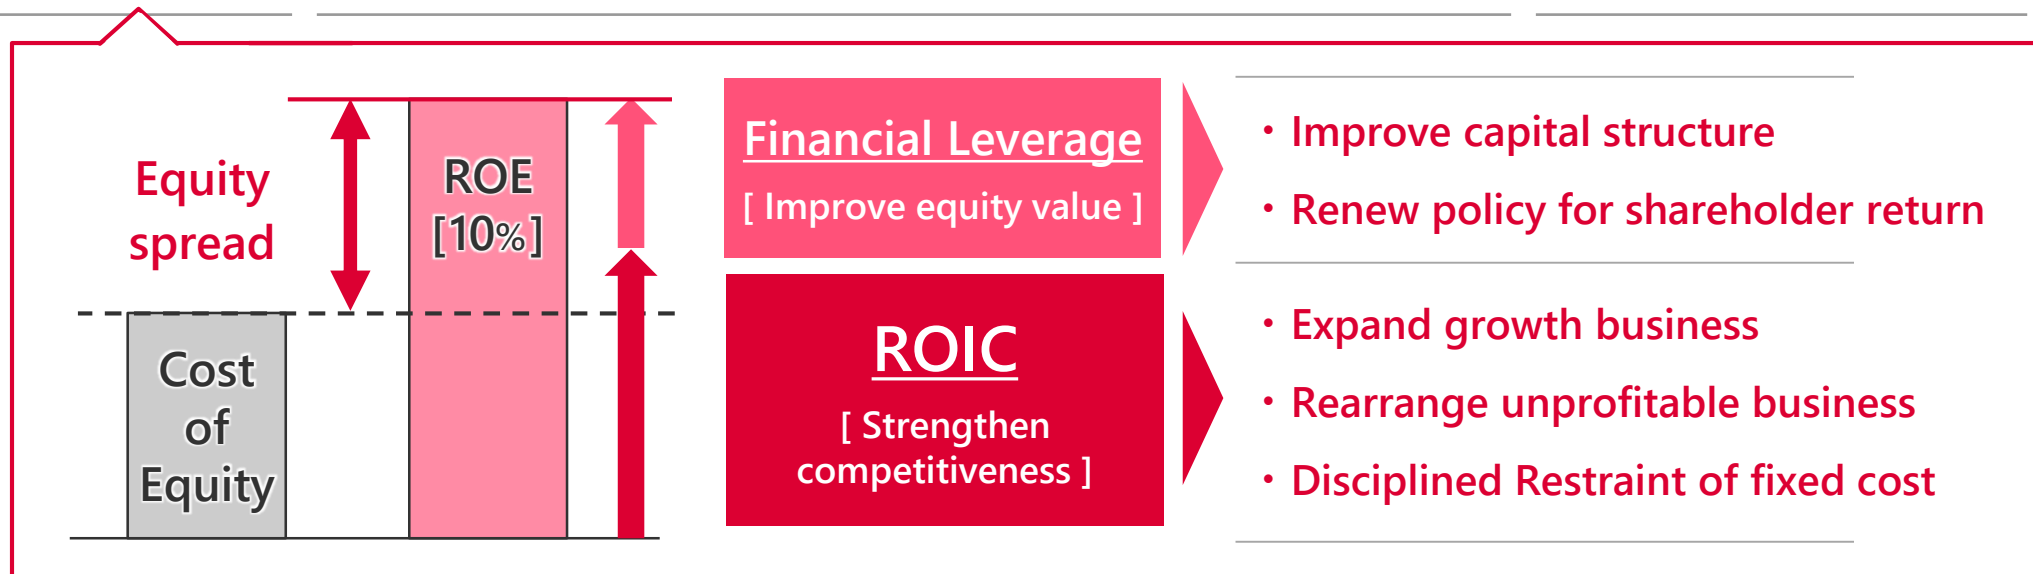 Equity
spread
ROE
[10%]
Cost
of
Equity
Financial Leverage
[ Improve equity value ]
・Improve capital structure
・Renew policy for shareholder return
ROIC
[ Strengthen
competitiveness ]
・Expand growth business
・Rearrange unprofitable business
・Disciplined Restraint of fixed cost